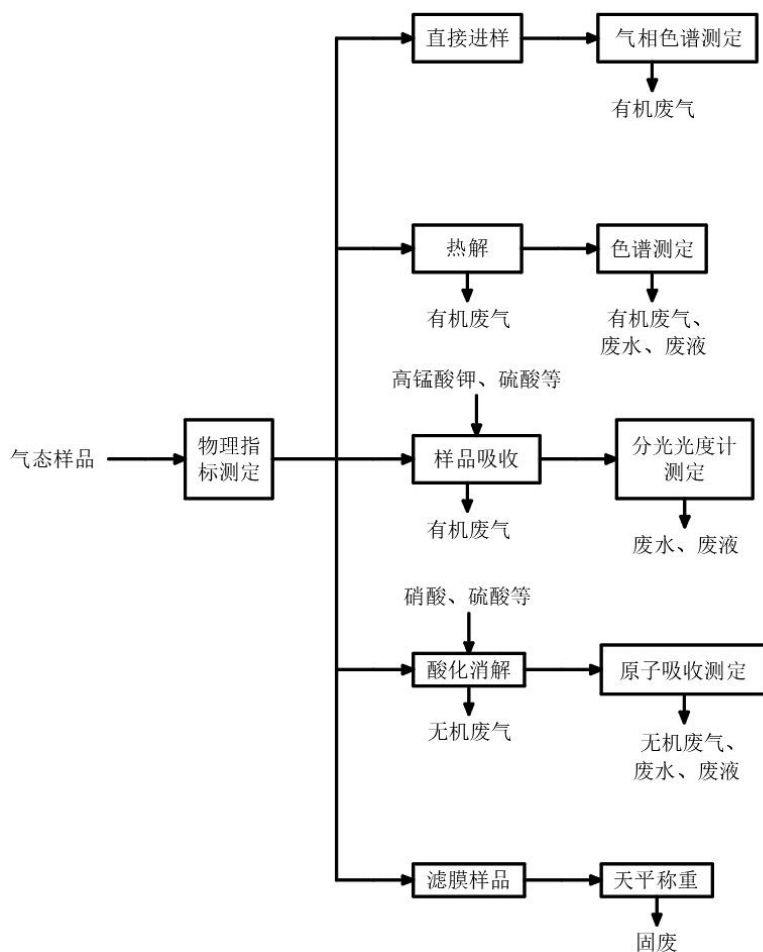 直接进样
气相色谱测定
有机废气
热解
色谱测定
有机废气
有机废气、
废水、废液
高锰酸钾、硫酸等
气态样品
物理指
标测定
样品吸收
分光光度计
测定
有机废气
废水、废液
硝酸、硫酸等
酸化消解
原子吸收测定
无机废气
无机废气、
废水、废液
滤膜样品
天平称重
固废